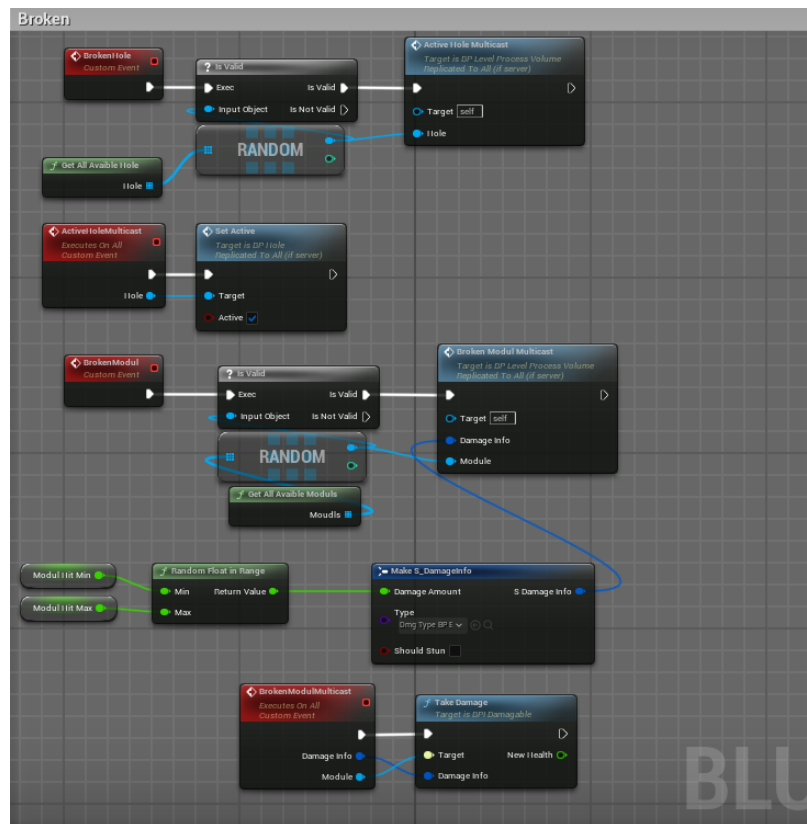 Broken
BrokenHole
Custom Event
? Is Valid
Exec
Is Valid
Input Object
Is Not Valid
Active Hole Multicast
Target is BP Level Process Volume
Replicated To All (if server)
Target
self
Hole
RANDOM
Get All Avaible Hole
Hole
ActiveHoleMulticast
Executes On All
Custom Event
Hole
Set Active
Target is BP Hole
Replicated To All (if server)
Target
Active
BrokenModul
Custom Event
? Is Valid
Exec
Is Valid
Input Object
Is Not Valid
Broken Modul Multicast
Target is BP Level Process Volume
Replicated To All (if server)
Target
self
Damage Info
Module
RANDOM
Get All Avaible Moduls
Moudls
Modul Hit Min
Modul Hit Max
Random Float in Range
Min
Return Value
Max
Make S_DamageInfo
Damage Amount
S Damage Info
Type
Dmg Type BP E
Should Stun
BrokenModulMulticast
Executes On All
Custom Event
Damage Info
Module
Take Damage
Target is BPI Damagable
Target
New Health
Damage Info
BLU